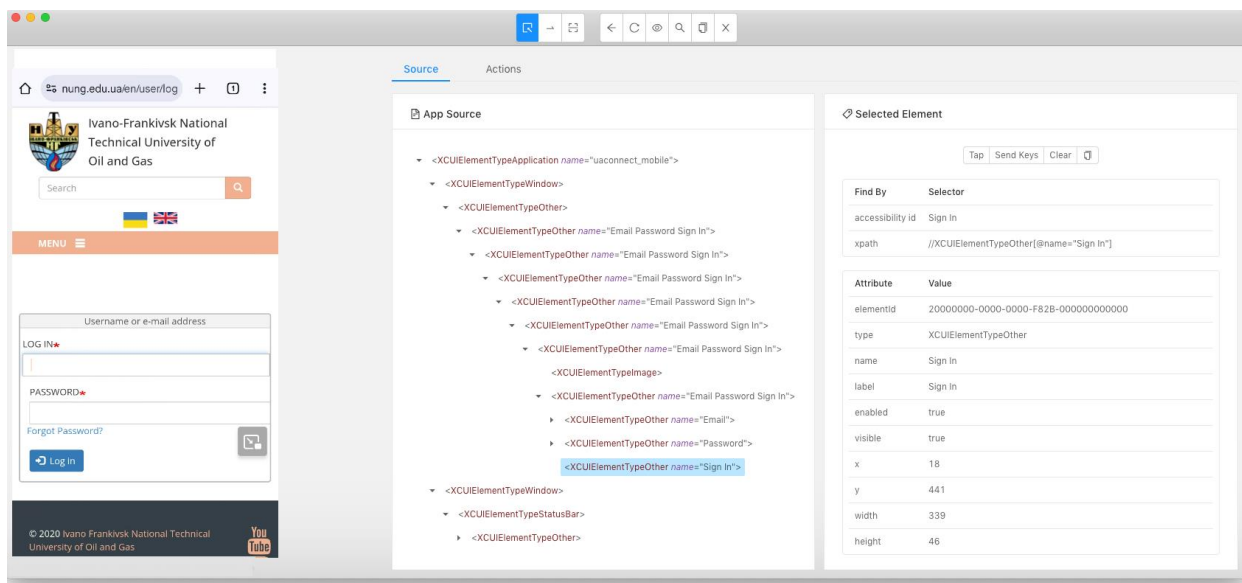 nung.edu.ua/en/user/log
1
Ivano-Frankivsk National
Technical University of
Oil and Gas
Search
MENU
Username or e-mail address
LOG IN*
PASSWORD*
Forgot Password?
Log in
© 2020 Ivano Frankivsk National Technical
University of Oil and Gas
You
Tube
Source Actions
App Source
<XCUIElementTypeApplication name="uaconnect_mobile">
<XCUIElementTypeWindow>
<XCUIElementTypeOther>
<XCUIElementTypeOther name="Email Password Sign In">
<XCUIElementTypeOther name="Email Password Sign In">
<XCUIElementTypeOther name="Email Password Sign In">
<XCUIElementTypeOther name="Email Password Sign In">
<XCUIElementTypeOther name="Email Password Sign In">
<XCUIElementTypeOther name="Email Password Sign In">
<XCUIElementTypeImage>
<XCUIElementTypeOther name="Email Password Sign In">
<XCUIElementTypeOther name="Email">
<XCUIElementTypeOther name="Password">
<XCUIElementTypeOther name="Sign In">
<XCUIElementTypeWindow>
<XCUIElementTypeStatusBar>
<XCUIElementTypeOther>
Selected Element
Tap Send Keys Clear
Find By Selector
accessibility id Sign In
xpath //XCUIElementTypeOther[@name="Sign In"]
Attribute Value
elementId 20000000-0000-0000-F82B-000000000000
type XCUIElementTypeOther
name Sign In
label Sign In
enabled true
visible true
x 18
y 441
width 339
height 46